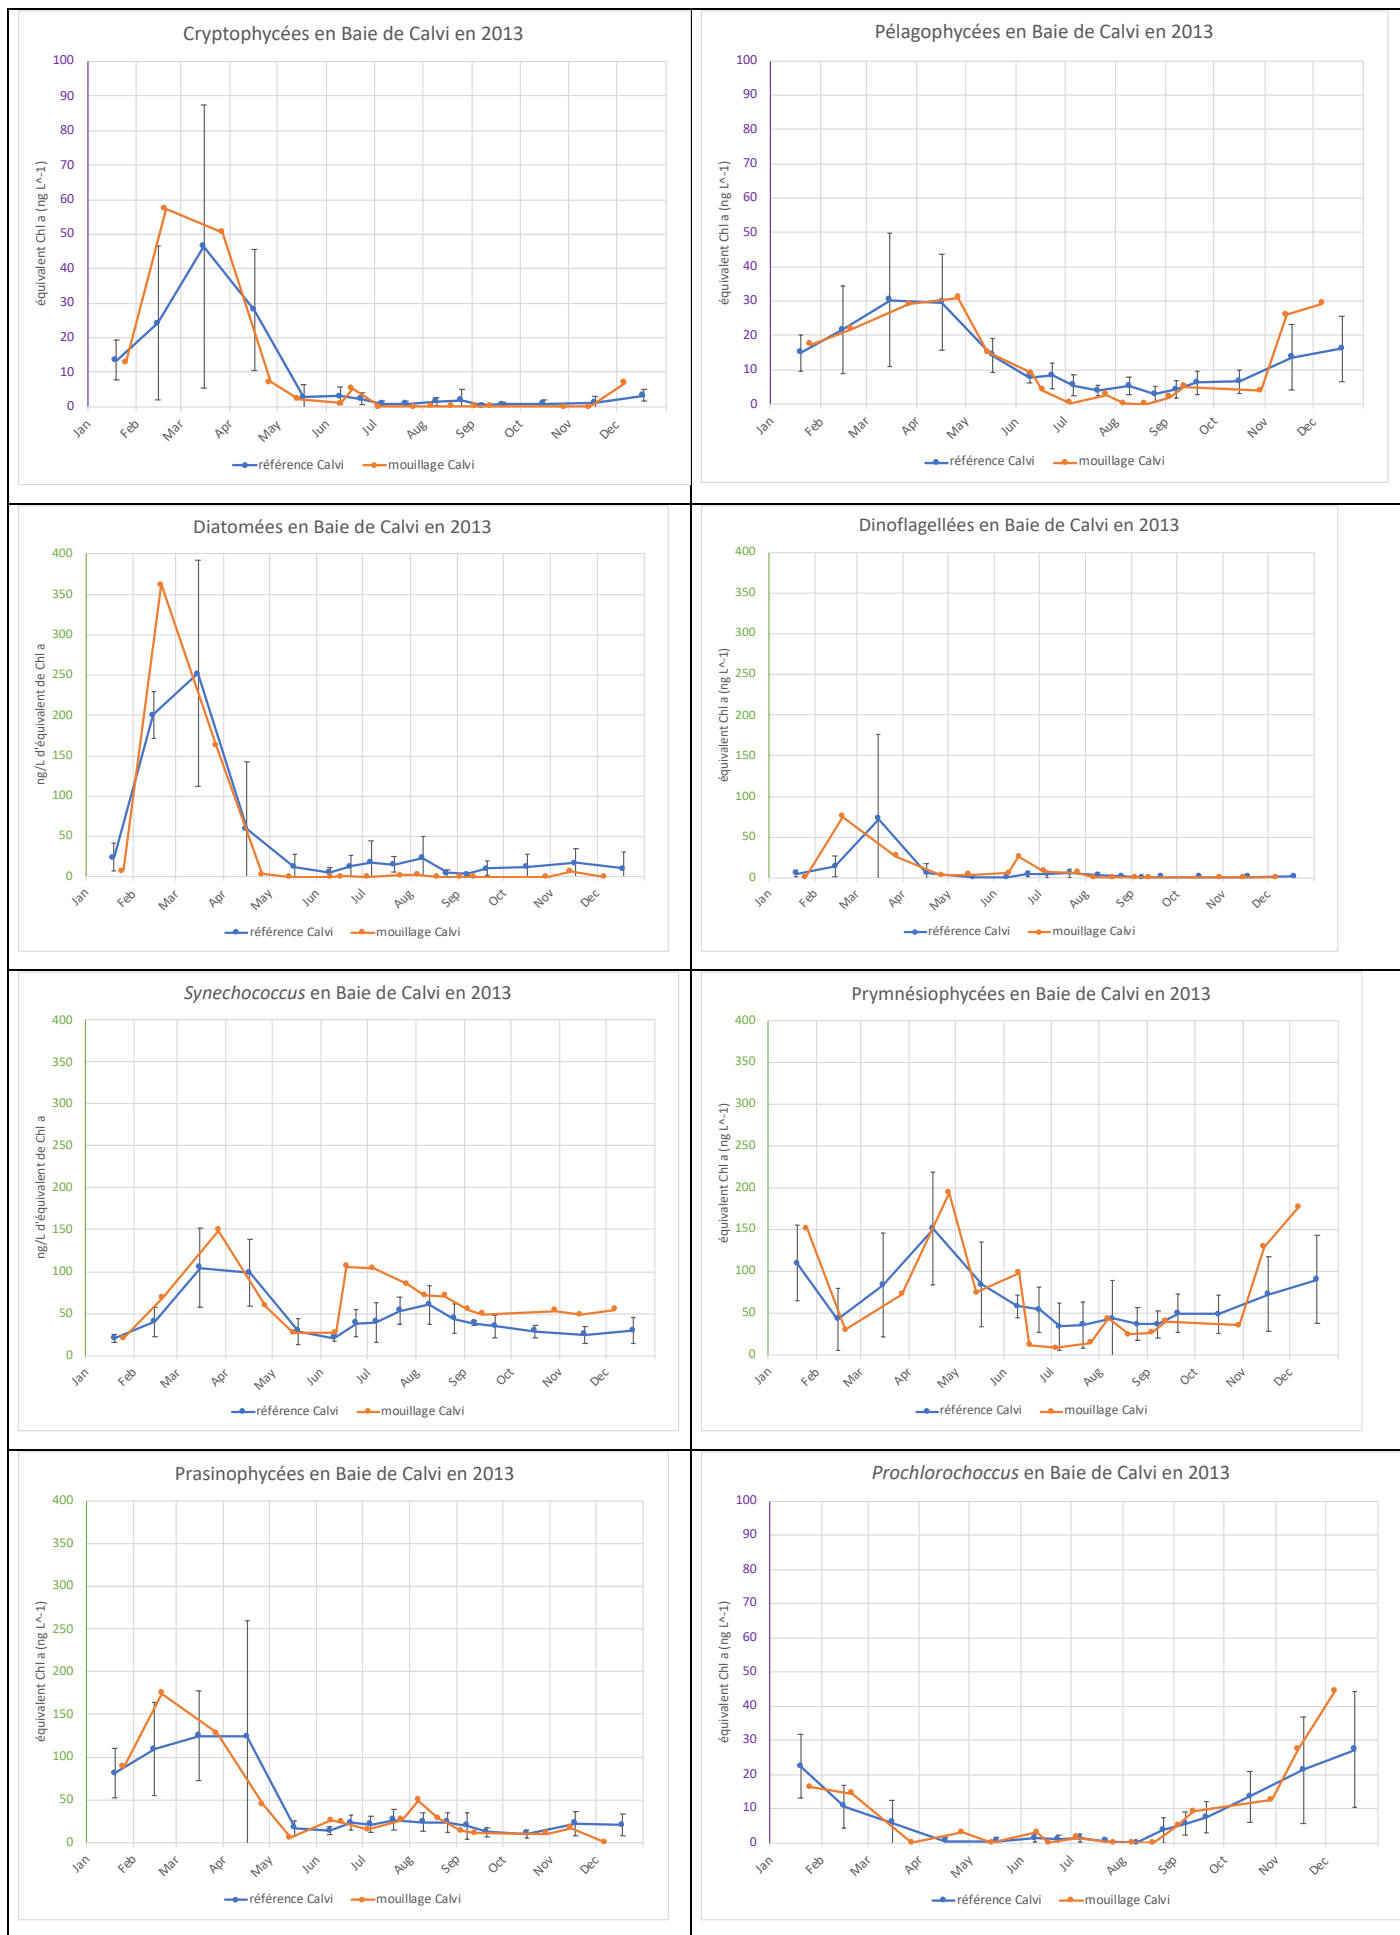 Cryptophycées en Baie de Calvi en 2013
équivalent Chl a (ng L^-1)
100
90
80
70
60
50
40
30
20
10
0
Jan Feb Mar Apr May Jun Jul Aug Sep Oct Nov Dec
référence Calvi mouillage Calvi
Pélagophycées en Baie de Calvi en 2013
équivalent Chl a (ng L^-1)
100
90
80
70
60
50
40
30
20
10
0
Jan Feb Mar Apr May Jun Jul Aug Sep Oct Nov Dec
référence Calvi mouillage Calvi
Diatomées en Baie de Calvi en 2013
ng/L d'équivalent de Chl a
400
350
300
250
200
150
100
50
0
Jan Feb Mar Apr May Jun Jul Aug Sep Oct Nov Dec
référence Calvi mouillage Calvi
Dinoflagellées en Baie de Calvi en 2013
équivalent Chl a (ng L^-1)
400
350
300
250
200
150
100
50
0
Jan Feb Mar Apr May Jun Jul Aug Sep Oct Nov Dec
référence Calvi mouillage Calvi
Synechococcus en Baie de Calvi en 2013
ng/L d'équivalent de Chl a
400
350
300
250
200
150
100
50
0
Jan Feb Mar Apr May Jun Jul Aug Sep Oct Nov Dec
référence Calvi mouillage Calvi
Prymnésiophycées en Baie de Calvi en 2013
équivalent Chl a (ng L^-1)
400
350
300
250
200
150
100
50
0
Jan Feb Mar Apr May Jun Jul Aug Sep Oct Nov Dec
référence Calvi mouillage Calvi
Prasinophycées en Baie de Calvi en 2013
équivalent Chl a (ng L^-1)
400
350
300
250
200
150
100
50
0
Jan Feb Mar Apr May Jun Jul Aug Sep Oct Nov Dec
référence Calvi mouillage Calvi
Prochlorochoccus en Baie de Calvi en 2013
équivalent Chl a (ng L^-1)
100
90
80
70
60
50
40
30
20
10
0
Jan Feb Mar Apr May Jun Jul Aug Sep Oct Nov Dec
référence Calvi mouillage Calvi